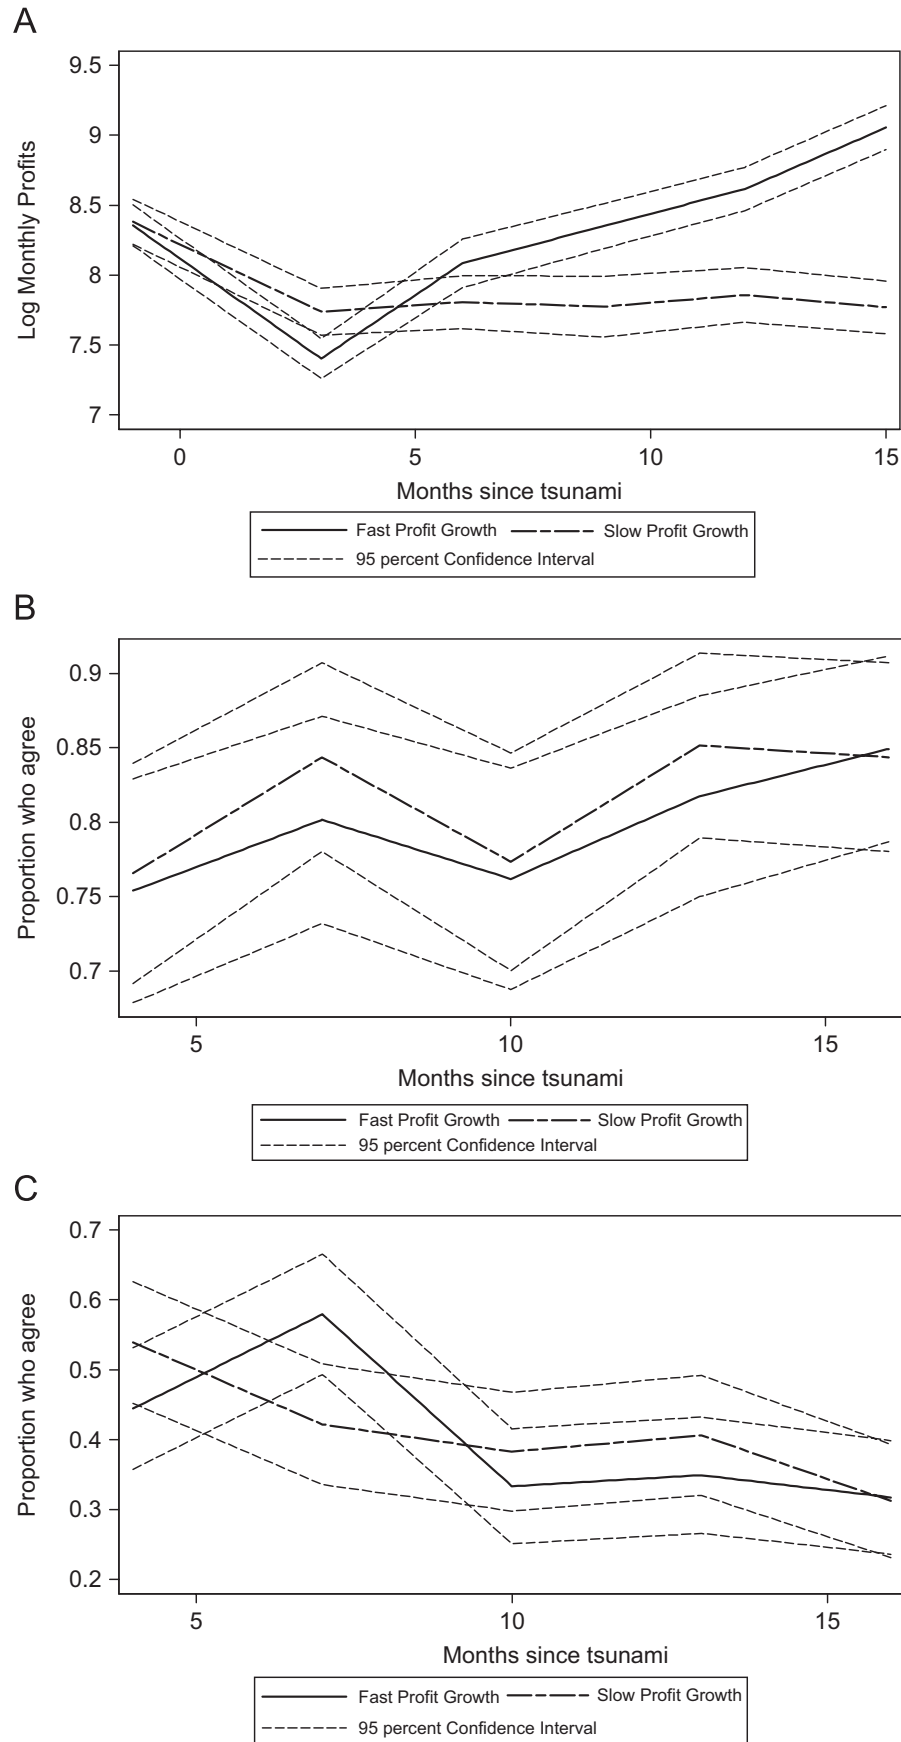 A
9.5
9
8.5
8
7.5
7
Log Monthly Profits
0 5 10 15
Months since tsunami
Fast Profit Growth Slow Profit Growth
95 percent Confidence Interval
B
0.9
0.85
0.8
0.75
0.7
Proportion who agree
5 10 15
Months since tsunami
Fast Profit Growth Slow Profit Growth
95 percent Confidence Interval
C
0.7
0.6
0.5
0.4
0.3
0.2
Proportion who agree
5 10 15
Months since tsunami
Fast Profit Growth Slow Profit Growth
95 percent Confidence Interval